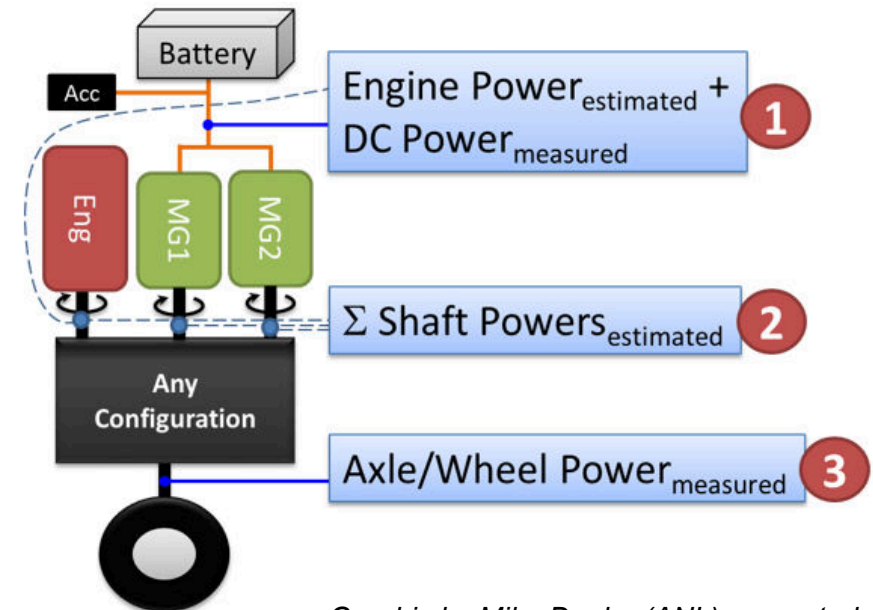 Battery
Acc
Engine Power estimated +
DC Power measured
1
Eng
MG1
MG2
Σ Shaft Powers estimated
2
Any
Configuration
Axle/Wheel Power measured
3